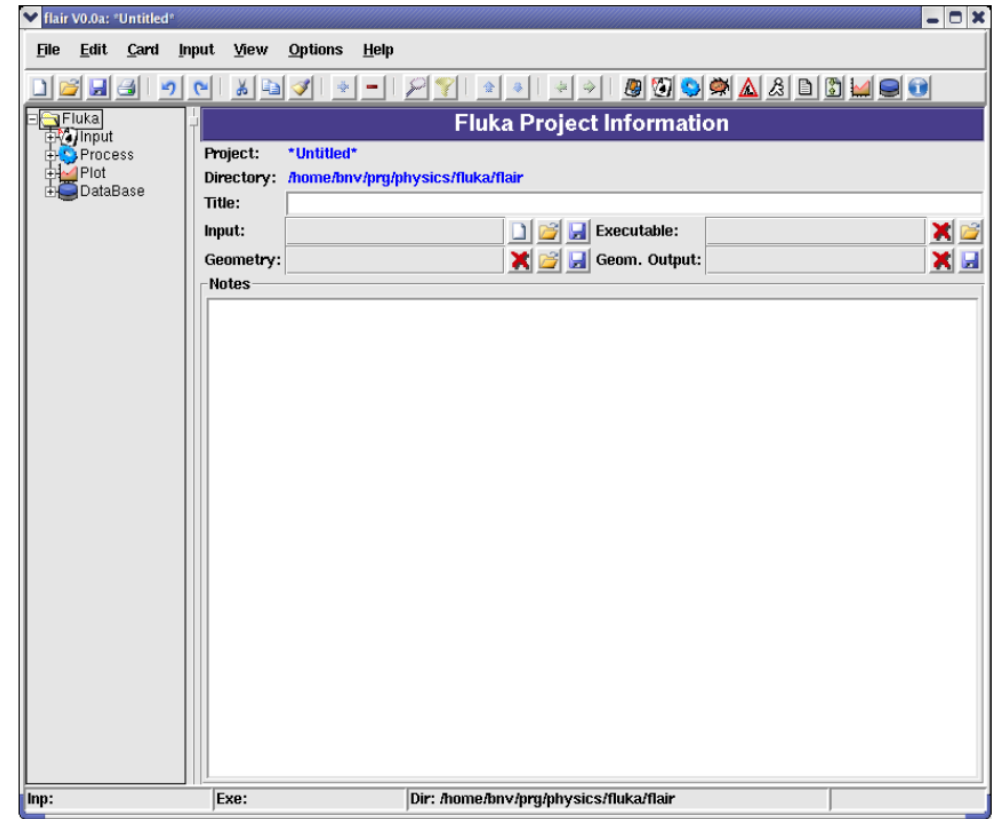 flair V0.0a: *Untitled*
File Edit Card Input View Options Help
Fluka
Input
Process
Plot
DataBase
Fluka Project Information
Project: *Untitled*
Directory: /home/bnv/prg/physics/fluka/flair
Title:
Input: Executable:
Geometry: Geom. Output:
Notes
Inp: Exe: Dir: /home/bnv/prg/physics/fluka/flair